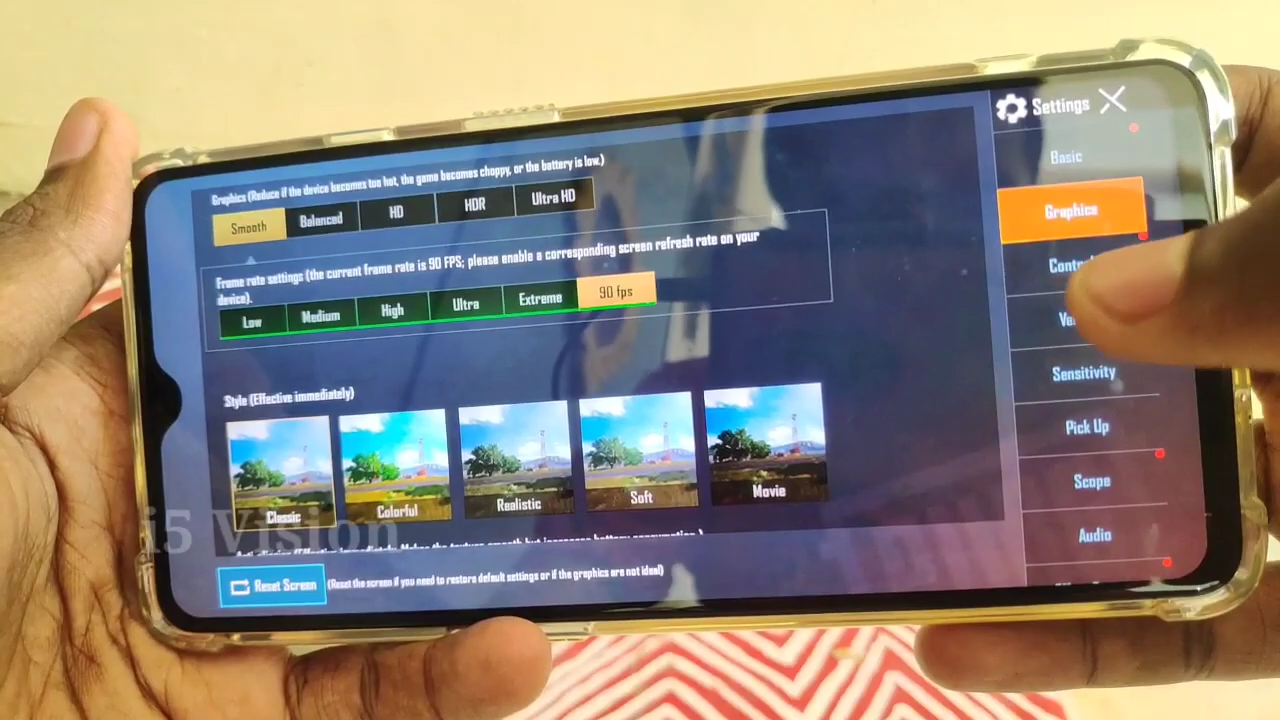 Settings
Basic
Graphics
Sensitivity
Pick Up
Scope
Audio
Graphics (Reduce if the device becomes too hot, the game becomes choppy, or the battery is low.)
Smooth Balanced HD HDR Ultra HD
Frame rate settings (the current frame rate is 90 FPS; please enable a corresponding screen refresh rate on your
device).
Low Medium High Ultra Extreme 90 fps
Style (Effective immediately)
Classic Colorful Realistic Soft Movie
Reset Screen (Reset the screen if you need to restore default settings or if the graphics are not ideal)
i5 Vision